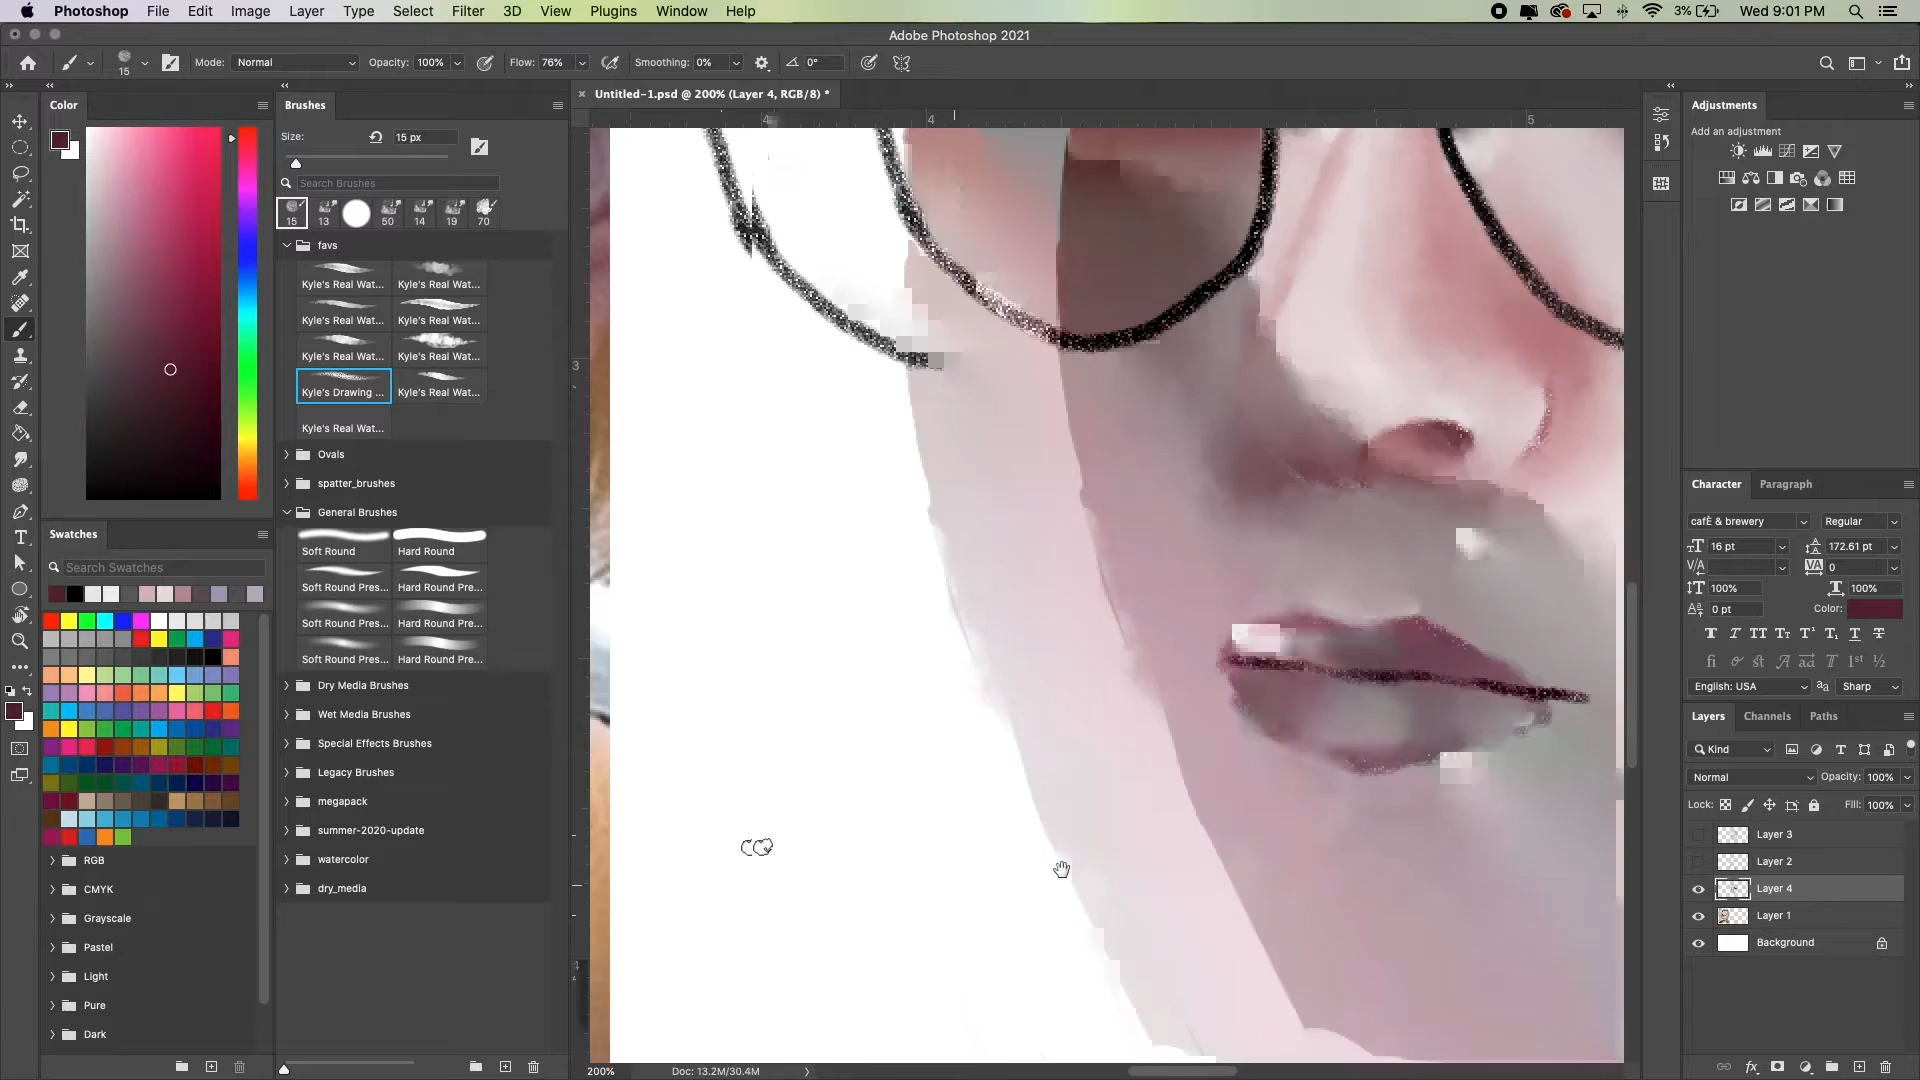 Photoshop File Edit Image Layer Type Select Filter 3D View Plugins Window Help 3% Wed 9:01 PM
Adobe Photoshop 2021
15 Mode: Normal Opacity: 100% Flow: 76% Smoothing: 0% 0°
Untitled-1.psd @ 200% (Layer 4, RGB/8) *
Color
Brushes
Size: 15 px
Search Brushes
15 13 50 14 19 70
favs
Kyle's Real Wat... Kyle's Real Wat...
Kyle's Real Wat... Kyle's Real Wat...
Kyle's Real Wat... Kyle's Real Wat...
Kyle's Drawing ... Kyle's Real Wat...
Kyle's Real Wat...
Ovals
spatter_brushes
General Brushes
Soft Round Hard Round
Soft Round Pres... Hard Round Pre...
Soft Round Pres... Hard Round Pre...
Soft Round Pres... Hard Round Pre...
Dry Media Brushes
Wet Media Brushes
Special Effects Brushes
Legacy Brushes
megapack
summer-2020-update
watercolor
dry_media
Swatches
Search Swatches
RGB
CMYK
Grayscale
Pastel
Light
Pure
Dark
4 4 5
3
200% Doc: 13.2M/30.4M
Adjustments
Add an adjustment
Character Paragraph
cafÈ & brewery Regular
16 pt 172.61 pt
0
100% 100%
0 pt Color:
English: USA Sharp
Layers Channels Paths
Kind
Normal Opacity: 100%
Lock: Fill: 100%
Layer 3
Layer 2
Layer 4
Layer 1
Background